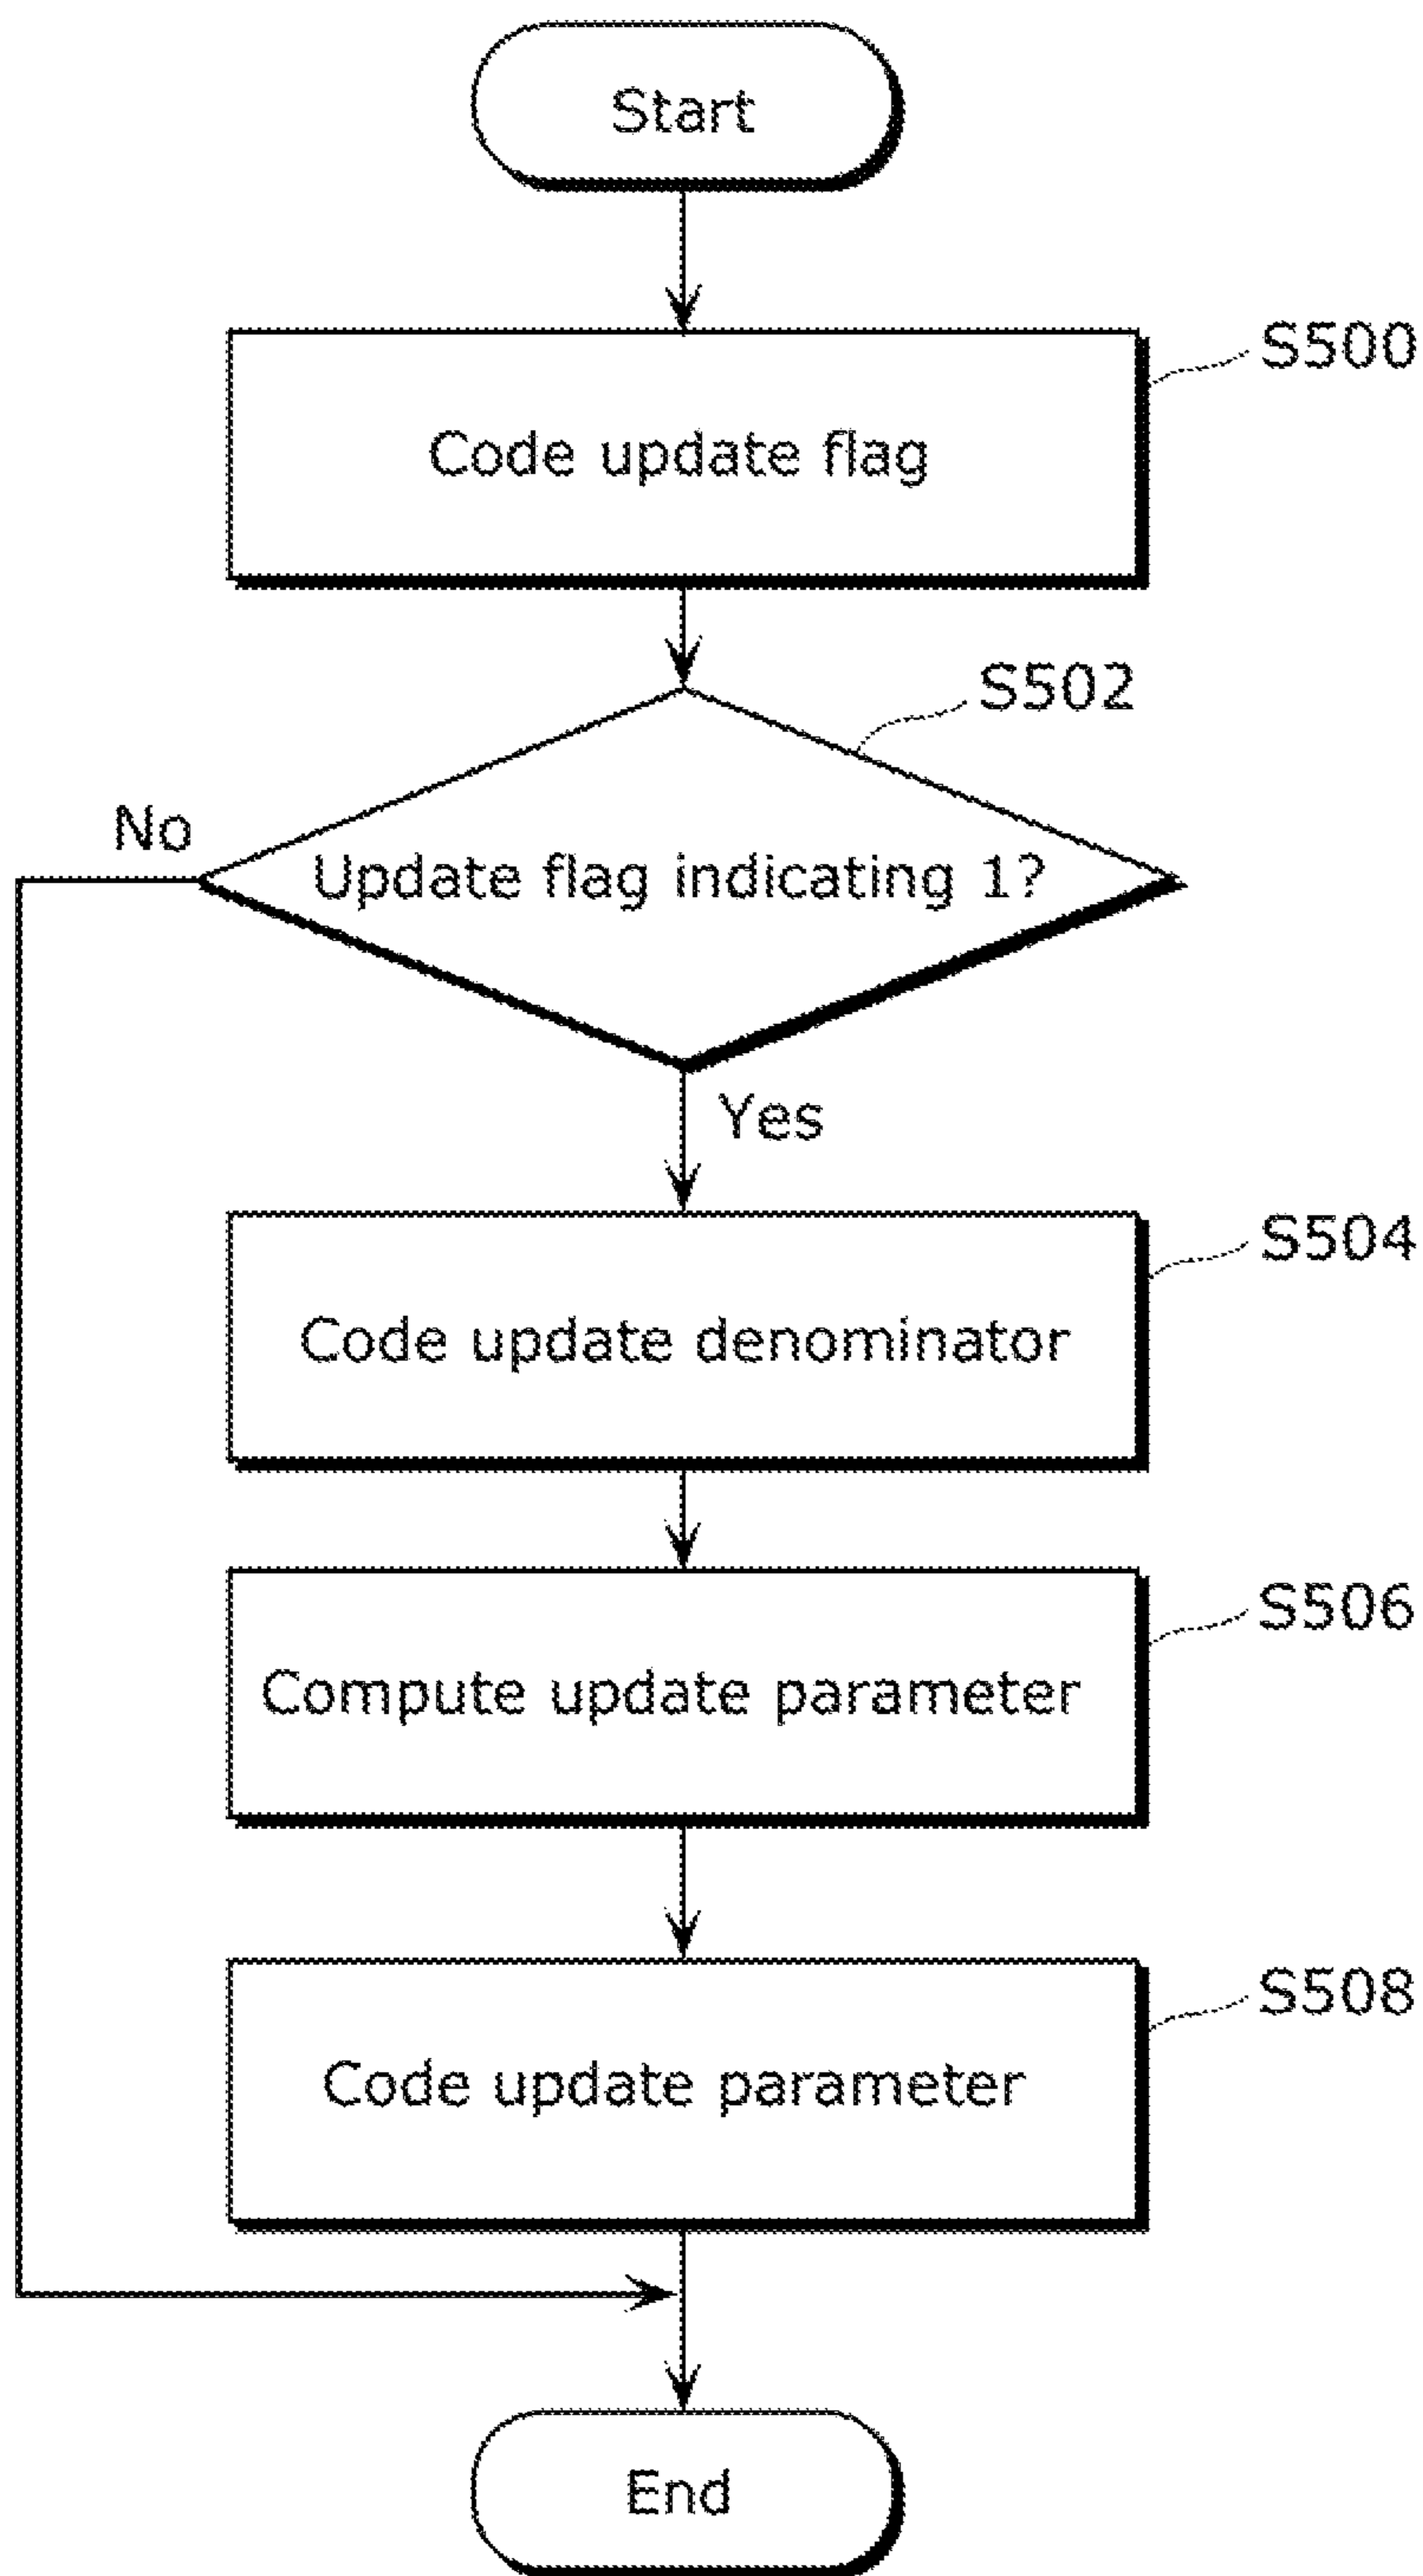 Start
S500
Code update flag
S502
No
Update flag indicating 1?
Yes
S504
Code update denominator
S506
Compute update parameter
S508
Code update parameter
End